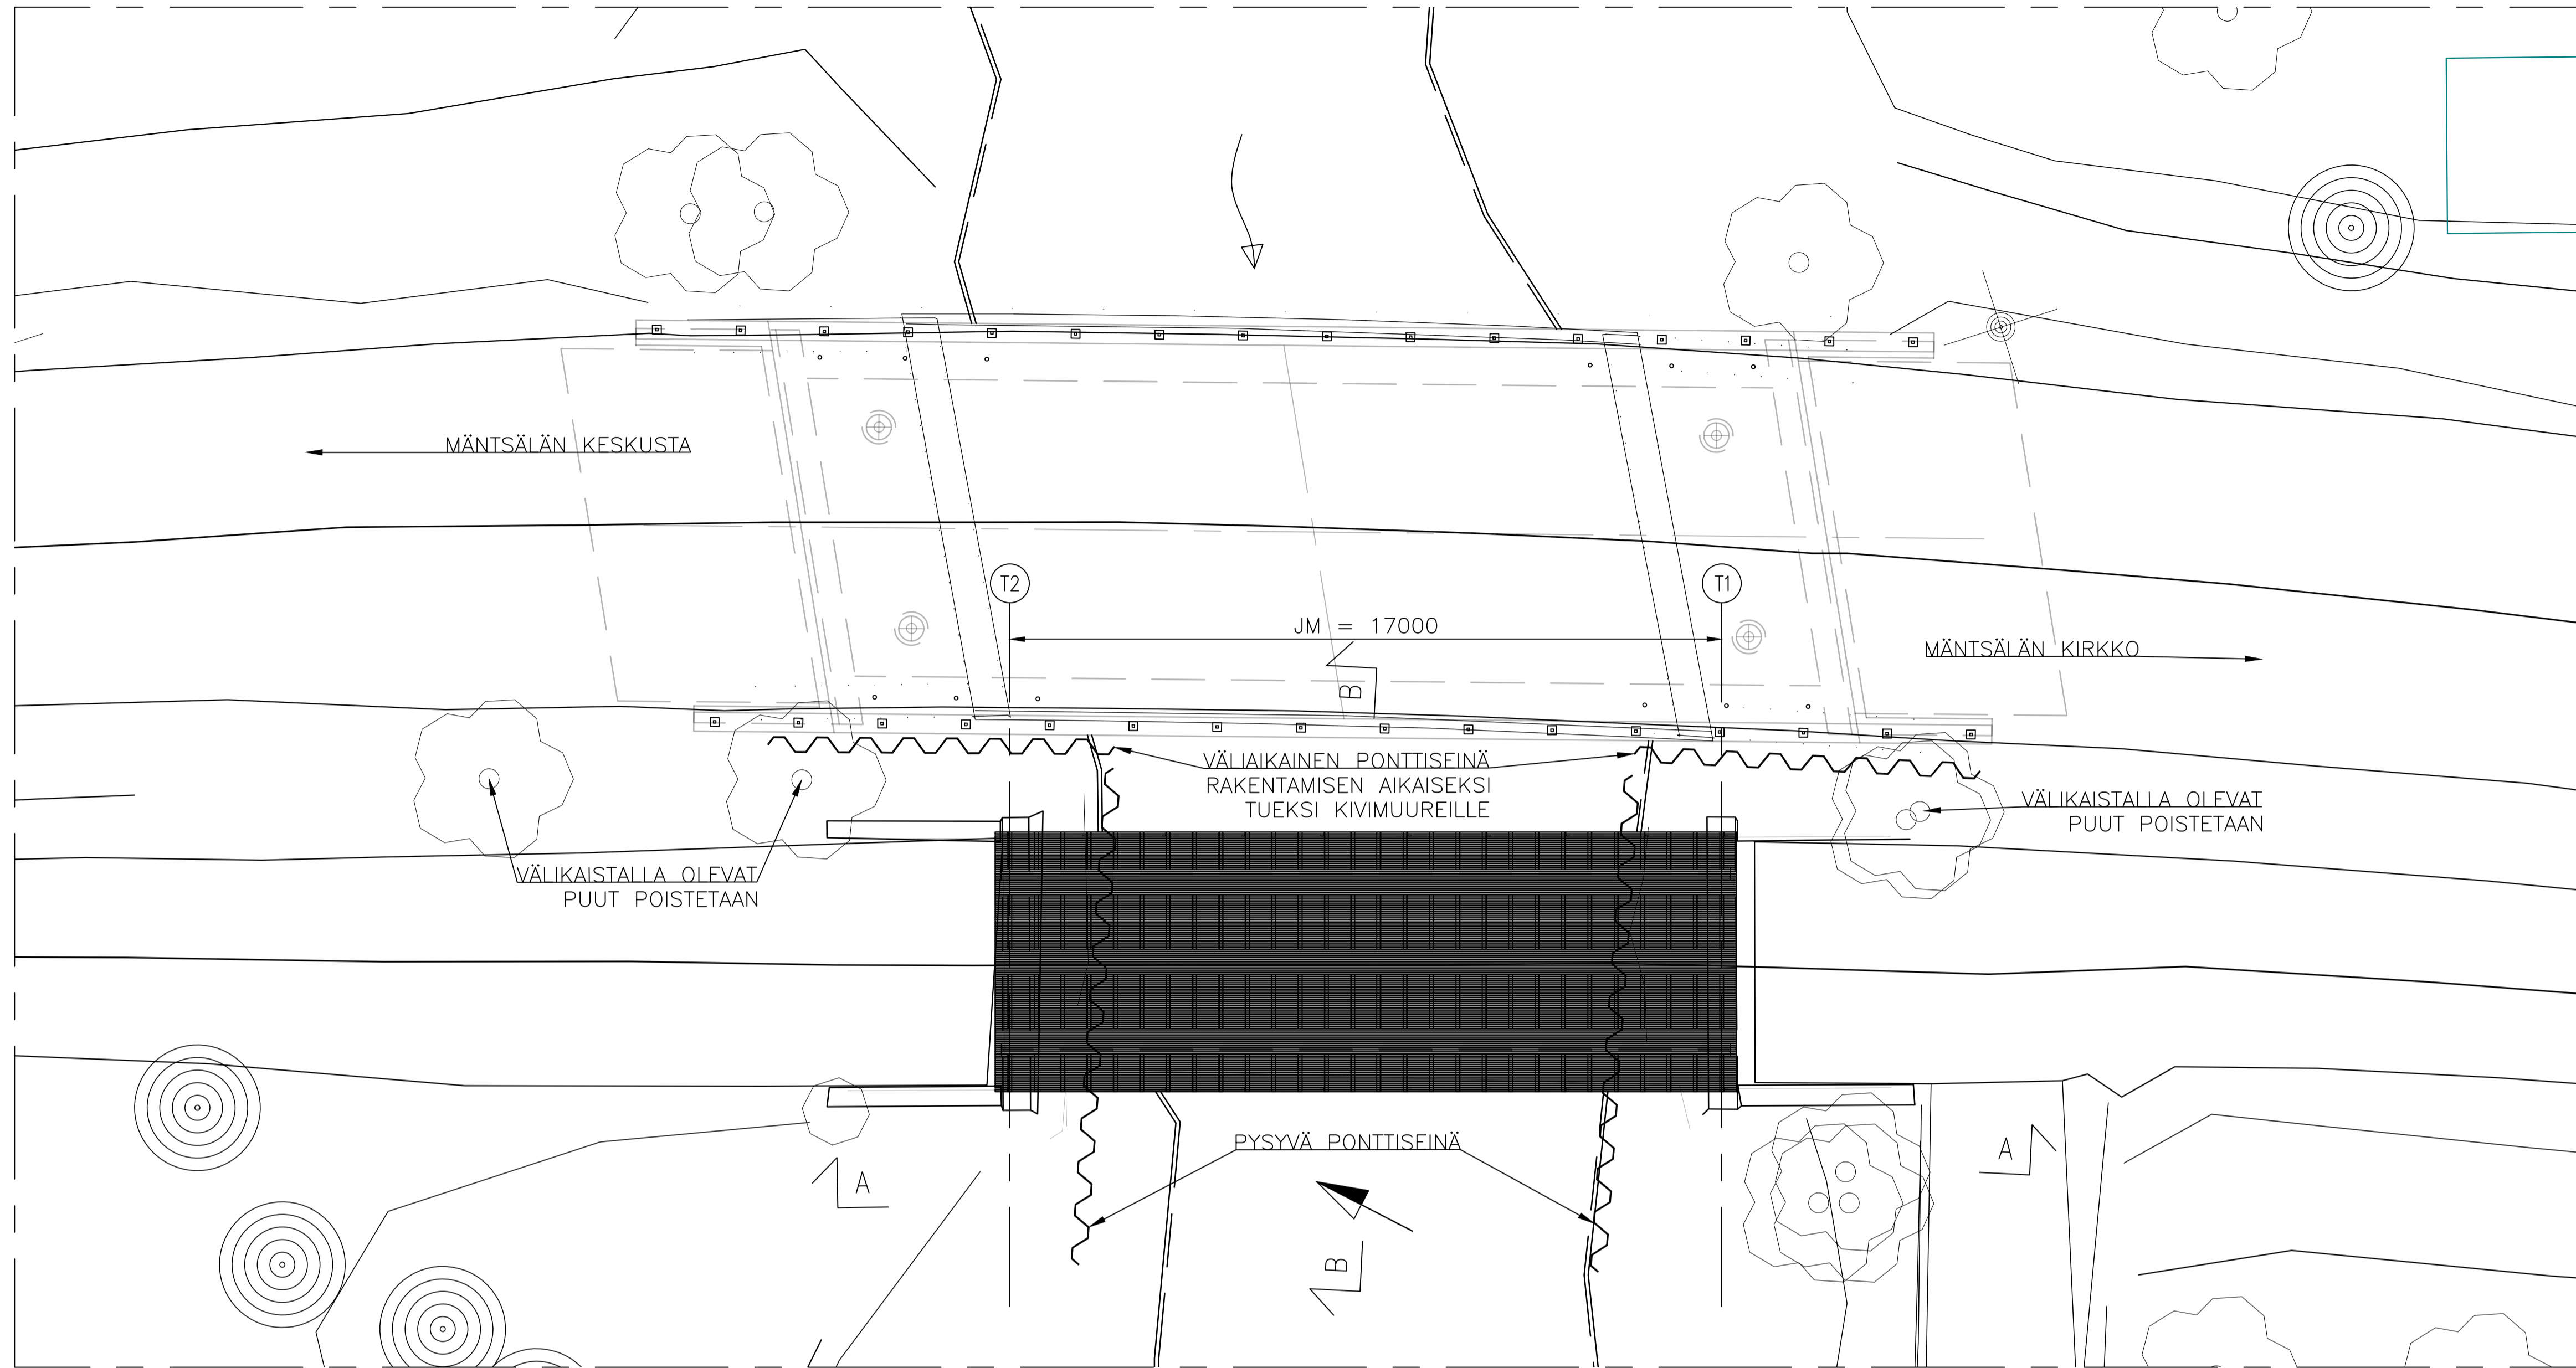 MÄNTSÄLÄN KESKUSTA
T2
T1
JM = 17000
MÄNTSÄLÄN KIRKKO
B
VÄLIAIKAINEN PONTTISEINÄ
RAKENTAMISEN AIKAISEKSI
TUEKSI KIVIMUUREILLE
VÄLIKAISTALLA OLEVAT
PUUT POISTETAAN
VÄLIKAISTALLA OLEVAT
PUUT POISTETAAN
PYSYVÄ PONTTISEINÄ
A
A
B